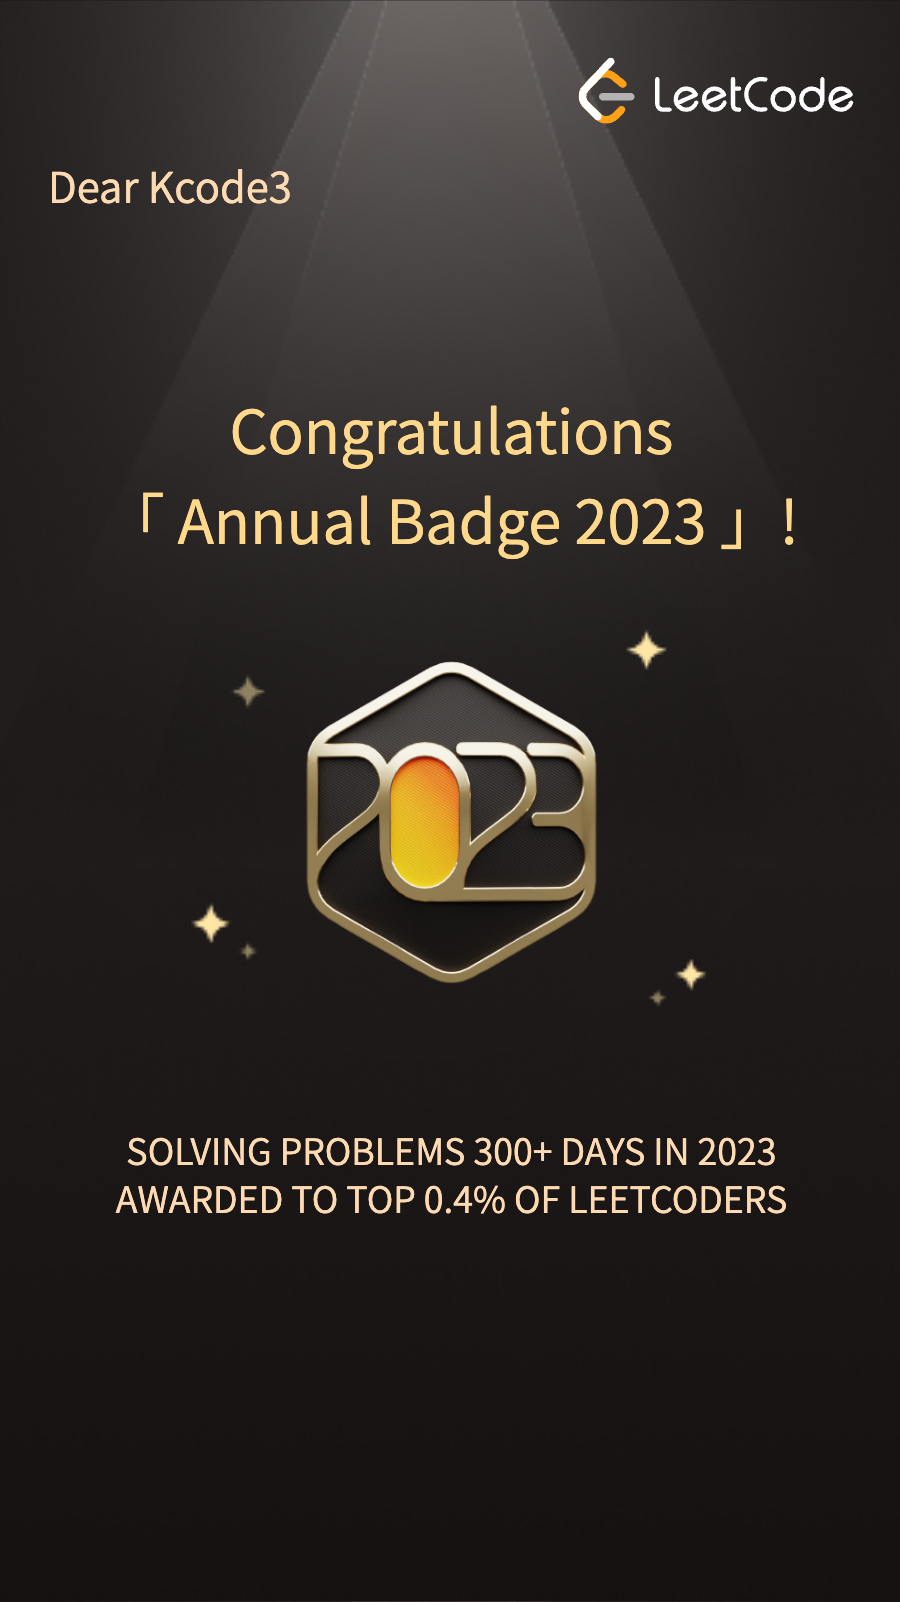 LeetCode
Dear Kcode3
Congratulations
「 Annual Badge 2023 」 !
2023
SOLVING PROBLEMS 300+ DAYS IN 2023
AWARDED TO TOP 0.4% OF LEETCODERS